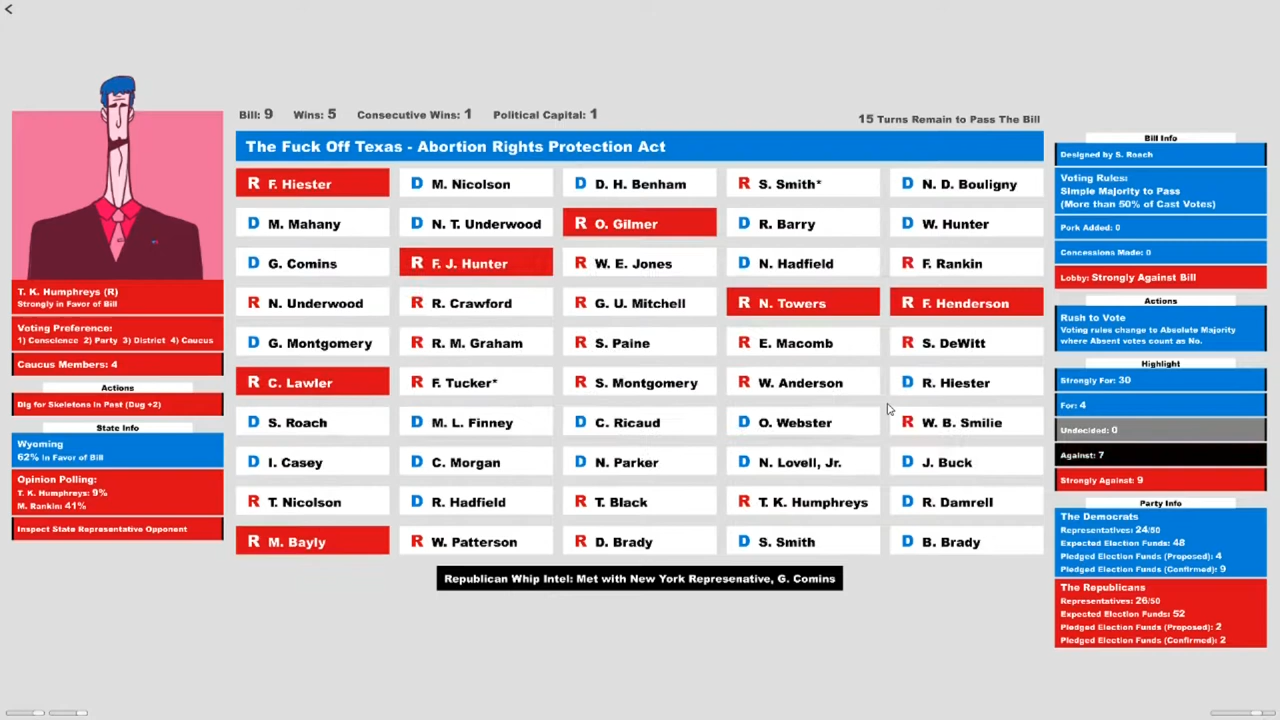 Bill: 9 Wins: 5 Consecutive Wins: 1 Political Capital: 1
15 Turns Remain to Pass The Bill
The Fuck Off Texas - Abortion Rights Protection Act
R F. Hiester D M. Nicolson D D. H. Benham R S. Smith* D N. D. Bouligny
D M. Mahany D N. T. Underwood R O. Gilmer D R. Barry D W. Hunter
D G. Comins R F. J. Hunter R W. E. Jones D N. Hadfield R F. Rankin
R N. Underwood R R. Crawford R G. U. Mitchell R N. Towers R F. Henderson
D G. Montgomery R R. M. Graham R S. Paine R E. Macomb R S. DeWitt
R C. Lawler R F. Tucker* R S. Montgomery R W. Anderson D R. Hiester
D S. Roach D M. L. Finney D C. Ricaud D O. Webster R W. B. Smilie
D I. Casey D C. Morgan D N. Parker D N. Lovell, Jr. D J. Buck
R T. Nicolson D R. Hadfield R T. Black R T. K. Humphreys D R. Damrell
R M. Bayly R W. Patterson R D. Brady D S. Smith D B. Brady
Republican Whip Intel: Met with New York Represenative, G. Comins
T. K. Humphreys (R)
Strongly in Favor of Bill
Voting Preference:
1) Conscience 2) Party 3) District 4) Caucus
Caucus Members: 4
Actions
Dig for Skeletons in Past (Dug +2)
State Info
Wyoming
62% in Favor of Bill
Opinion Polling:
T. K. Humphreys: 9%
M. Rankin: 41%
Inspect State Representative Opponent
Bill Info
Designed by S. Roach
Voting Rules:
Simple Majority to Pass
(More than 50% of Cast Votes)
Pork Added: 0
Concessions Made: 0
Lobby: Strongly Against Bill
Actions
Rush to Vote
Voting rules change to Absolute Majority
where Absent votes count as No.
Highlight
Strongly For: 30
For: 4
Undecided: 0
Against: 7
Strongly Against: 9
Party Info
The Democrats
Representatives: 24/50
Expected Election Funds: 48
Pledged Election Funds (Proposed): 4
Pledged Election Funds (Confirmed): 9
The Republicans
Representatives: 26/50
Expected Election Funds: 52
Pledged Election Funds (Proposed): 2
Pledged Election Funds (Confirmed): 2